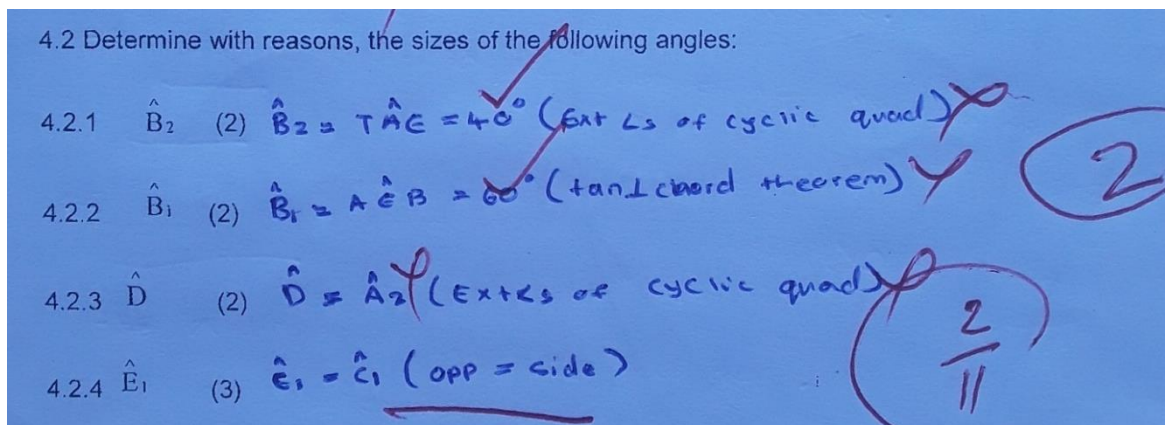 4.2 Determine with reasons, the sizes of the following angles:
4.2.1 B̂2 (2) B̂2 = TÂE = 40° (Ext ∠s of cyclic quad)
2
4.2.2 B̂1 (2) B̂1 = AÊB = 60° (tan⊥chord theorem)
4.2.3 D̂ (2) D̂ = Â2 (Ext∠s of cyclic quad)
2/11
4.2.4 Ê1 (3) Ê1 = Ĉ1 (opp = side)